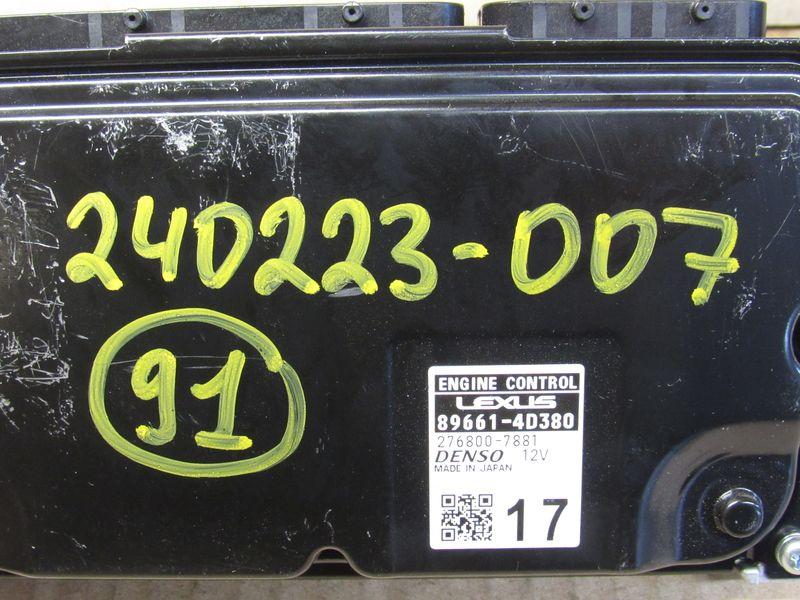 240223-007
91
ENGINE CONTROL
LEXUS
89661-4D380
276800-7881
DENSO 12V
MADE IN JAPAN
17